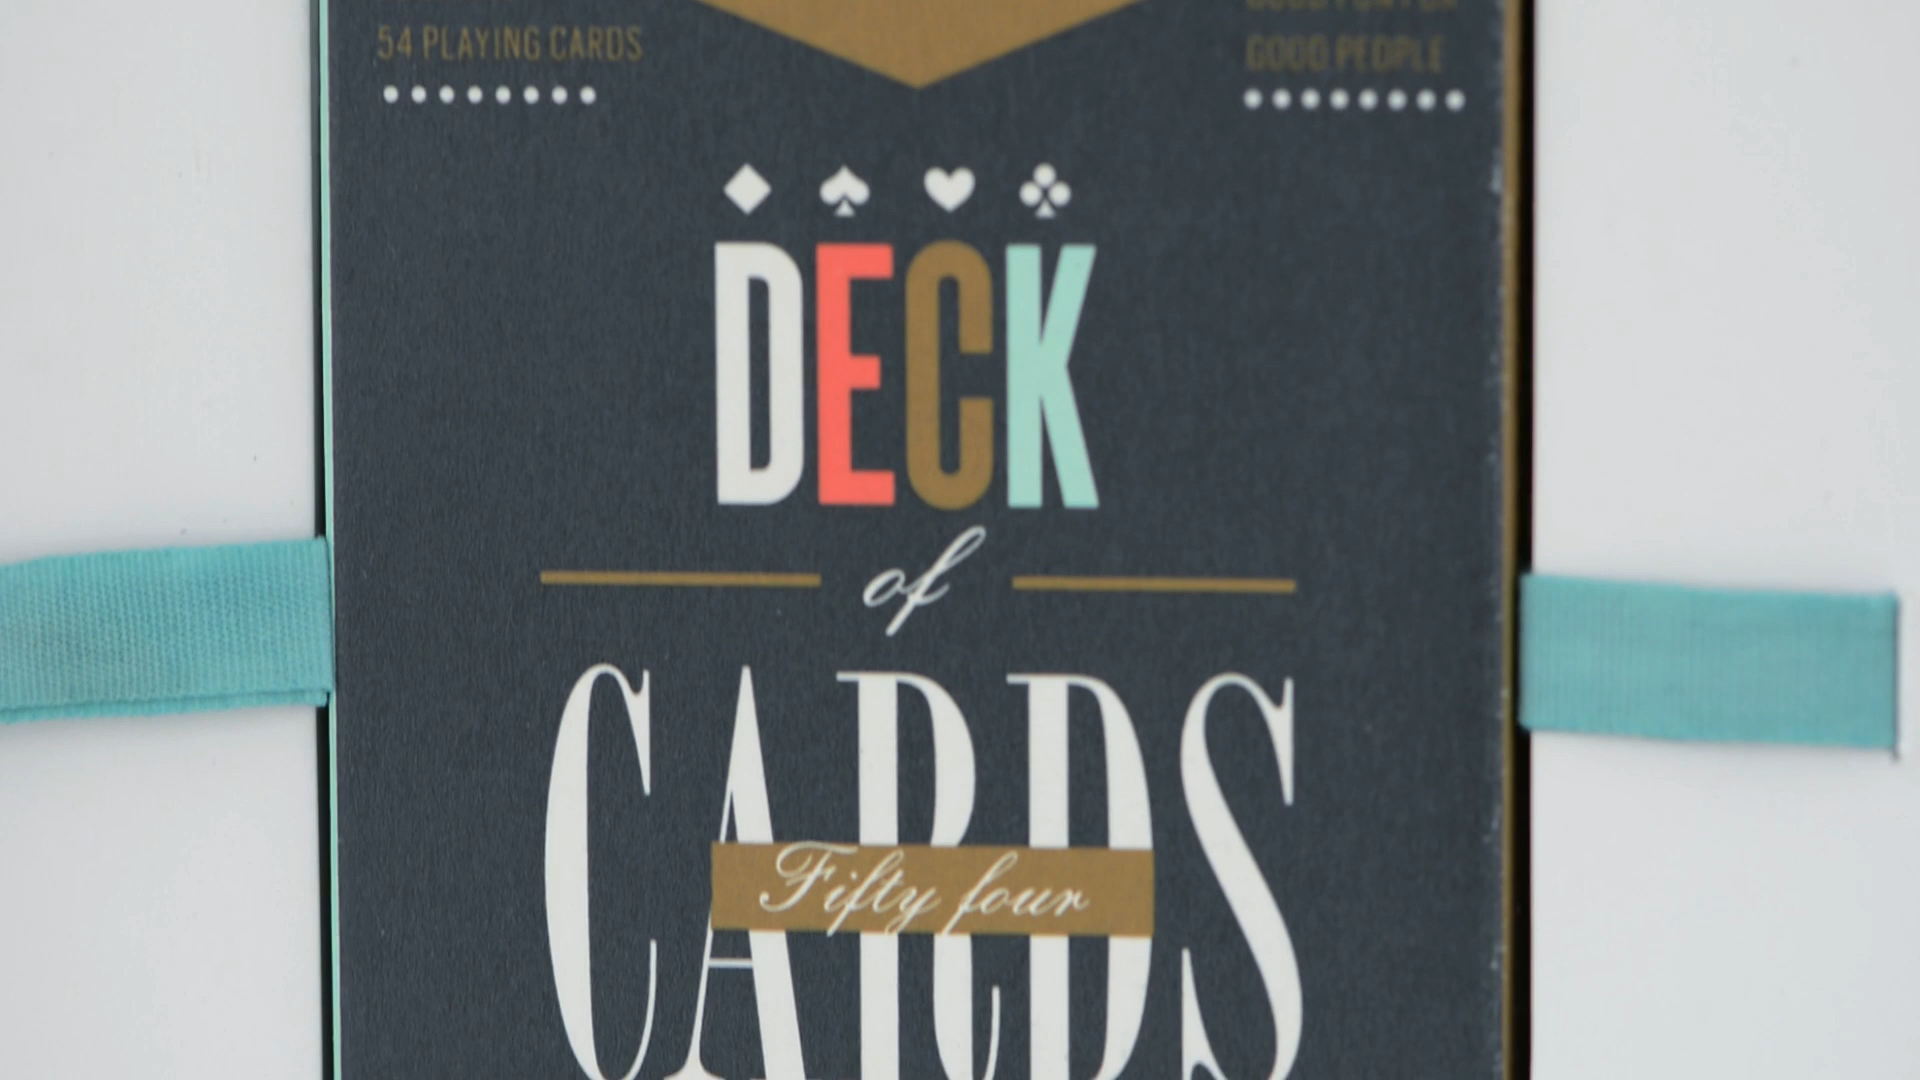 54 PLAYING CARDS
GOOD PEOPLE
DECK
of
CARDS
Fifty four